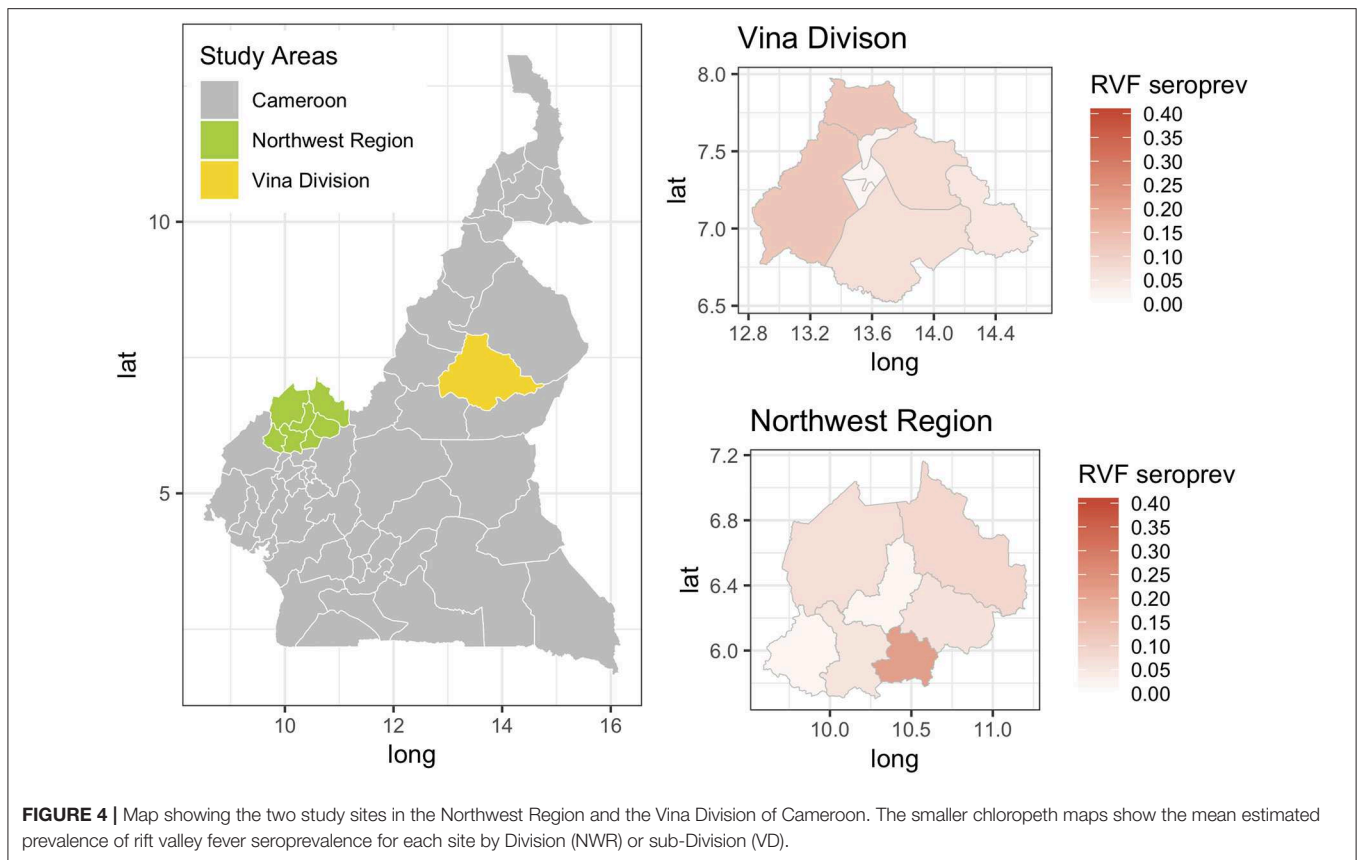 Study Areas
Cameroon
Northwest Region
Vina Division
10
5
lat
10 12 14 16
long
Vina Divison
8.0
7.5
7.0
6.5
lat
12.8 13.2 13.6 14.0 14.4
long
RVF seroprev
0.40
0.35
0.30
0.25
0.20
0.15
0.10
0.05
0.00
Northwest Region
7.2
6.8
6.4
6.0
lat
10.0 10.5 11.0
long
RVF seroprev
0.40
0.35
0.30
0.25
0.20
0.15
0.10
0.05
0.00
FIGURE 4 | Map showing the two study sites in the Northwest Region and the Vina Division of Cameroon. The smaller chloropeth maps show the mean estimated
prevalence of rift valley fever seroprevalence for each site by Division (NWR) or sub-Division (VD).